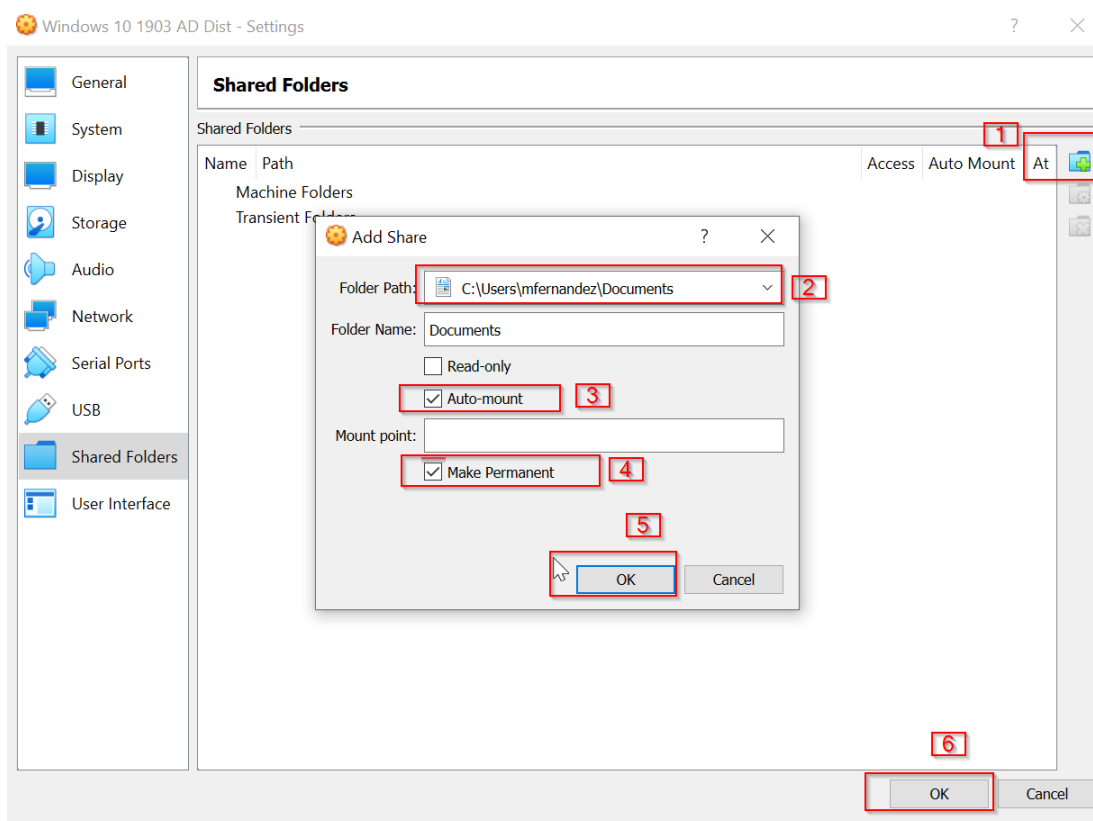 Windows 10 1903 AD Dist - Settings ?
General
System
Display
Storage
Audio
Network
Serial Ports
USB
Shared Folders
User Interface
Shared Folders
Shared Folders
1
Name Path Access Auto Mount At
Machine Folders
Transient Folders
Add Share ?
Folder Path: C:\Users\mfernandez\Documents 2
Folder Name: Documents
Read-only
Auto-mount 3
Mount point:
Make Permanent 4
5
OK Cancel
6
OK Cancel